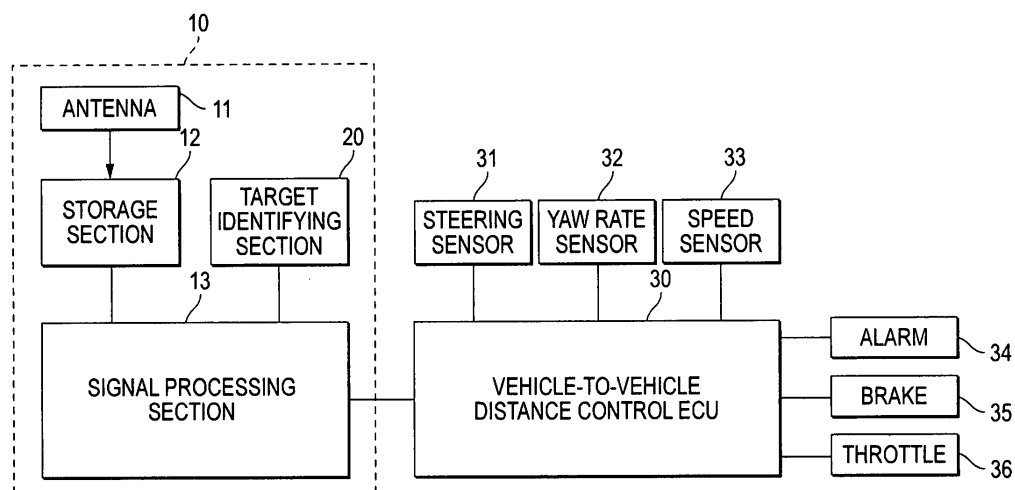 10
ANTENNA
11
12
20
STORAGE
SECTION
TARGET
IDENTIFYING
SECTION
31
32
33
STEERING
SENSOR
YAW RATE
SENSOR
SPEED
SENSOR
13
30
SIGNAL PROCESSING
SECTION
VEHICLE-TO-VEHICLE
DISTANCE CONTROL ECU
ALARM
34
BRAKE
35
THROTTLE
36